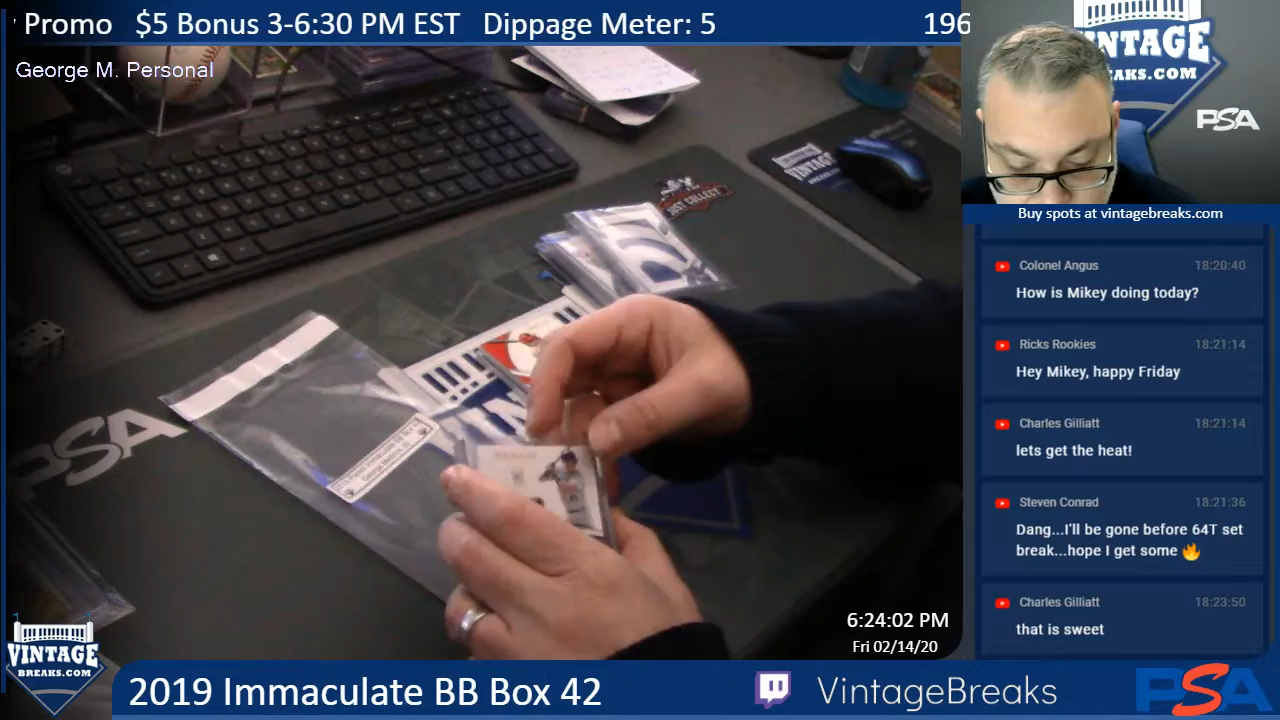 Promo $5 Bonus 3-6:30 PM EST Dippage Meter: 5 196
George M. Personal
VINTAGE
BREAKS.COM
PSA
Buy spots at vintagebreaks.com
Colonel Angus 18:20:40
How is Mikey doing today?
Ricks Rookies 18:21:14
Hey Mikey, happy Friday
Charles Gilliatt 18:21:14
lets get the heat!
Steven Conrad 18:21:36
Dang...I'll be gone before 64T set
break...hope I get some 🔥
Charles Gilliatt 18:23:50
that is sweet
JUST COLLECT
VINTAGE
PSA
6:24:02 PM
Fri 02/14/20
VINTAGE
BREAKS.COM
2019 Immaculate BB Box 42
VintageBreaks
PSA